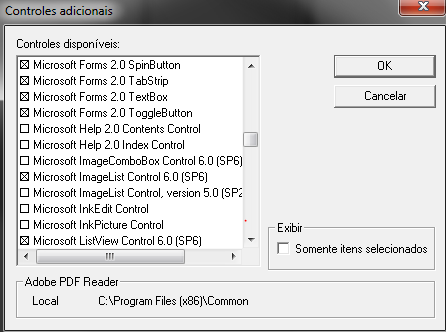 Controles adicionais
Controles disponíveis:
Microsoft Forms 2.0 SpinButton
Microsoft Forms 2.0 TabStrip
Microsoft Forms 2.0 TextBox
Microsoft Forms 2.0 ToggleButton
Microsoft Help 2.0 Contents Control
Microsoft Help 2.0 Index Control
Microsoft ImageComboBox Control 6.0 (SP6)
Microsoft ImageList Control 6.0 (SP6)
Microsoft ImageList Control, version 5.0 (SP2
Microsoft InkEdit Control
Microsoft InkPicture Control
Microsoft ListView Control 6.0 (SP6)
OK
Cancelar
Exibir
Somente itens selecionados
Adobe PDF Reader
Local C:\Program Files (x86)\Common